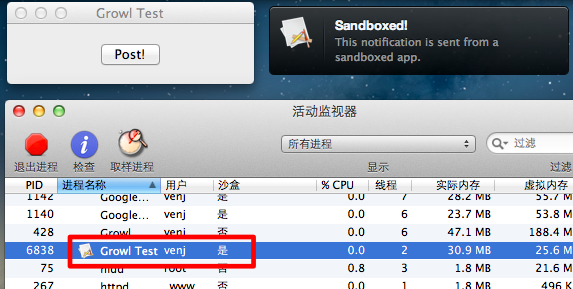 Growl Test
Post!
Sandboxed!
This notification is sent from a
sandboxed app.
活动监视器
退出进程 检查 取样进程
所有进程
显示
过滤
过滤
PID 进程名称 用户 沙盒 % CPU 线程 实际内存 虚拟内存
1142 Google... venj 是 0.0 7 28.2 MB 55.7 M
1140 Google... venj 是 0.0 6 23.7 MB 53.8 M
428 Growl venj 否 0.0 6 47.1 MB 188.4 M
6838 Growl Test venj 是 0.0 2 30.9 MB 25.6 M
75 root 否 0.8 3 1.8 MB 21.6 M
267 httpd _www 否 0.0 1 1.8 MB 496 K